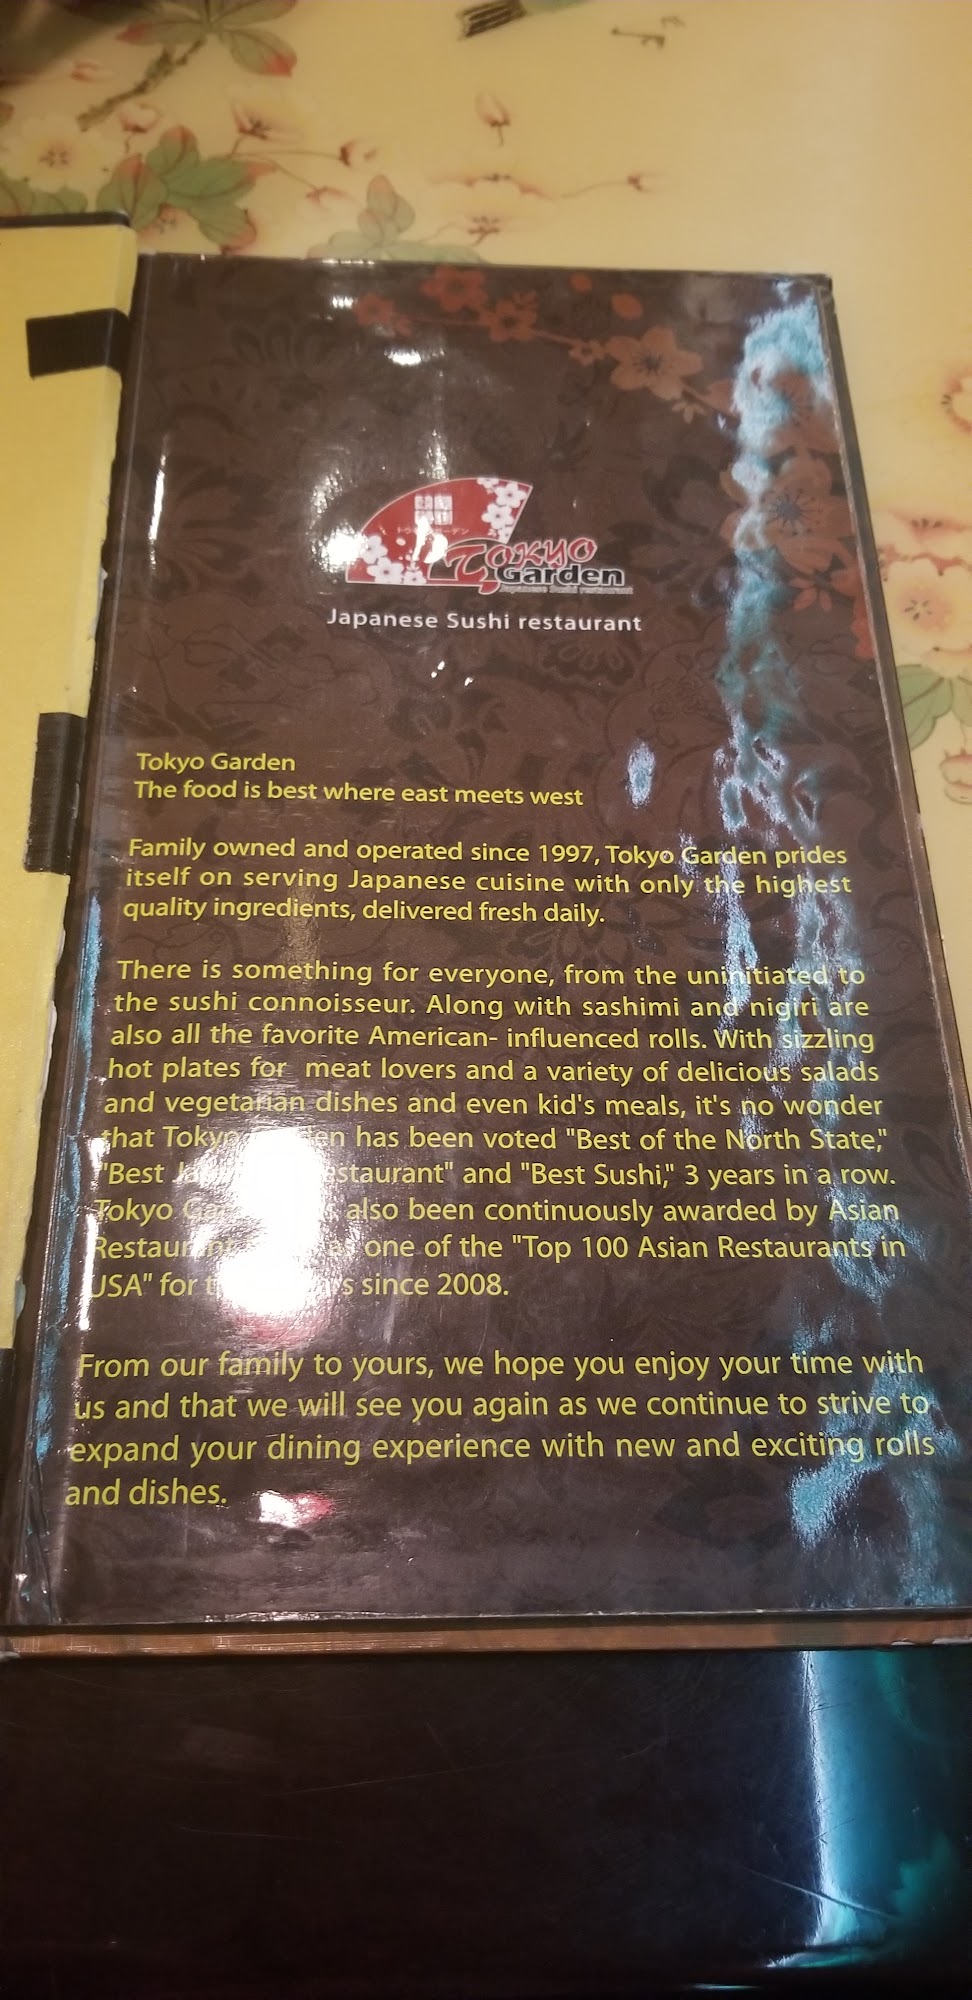 Tokyo
Garden
Japanese Sushi restaurant
Japanese Sushi restaurant
Tokyo Garden
The food is best where east meets west
Family owned and operated since 1997, Tokyo Garden prides
itself on serving Japanese cuisine with only the highest
quality ingredients, delivered fresh daily.
There is something for everyone, from the uninitiated to
the sushi connoisseur. Along with sashimi and nigiri are
also all the favorite American- influenced rolls. With sizzling
hot plates for meat lovers and a variety of delicious salads
and vegetarian dishes and even kid's meals, it's no wonder
that Tokyo Garden has been voted "Best of the North State,"
"Best Restaurant" and "Best Sushi," 3 years in a row.
Tokyo also been continuously awarded by Asian
Restaurant one of the "Top 100 Asian Restaurants in
USA" for since 2008.
From our family to yours, we hope you enjoy your time with
us and that we will see you again as we continue to strive to
expand your dining experience with new and exciting rolls
and dishes.